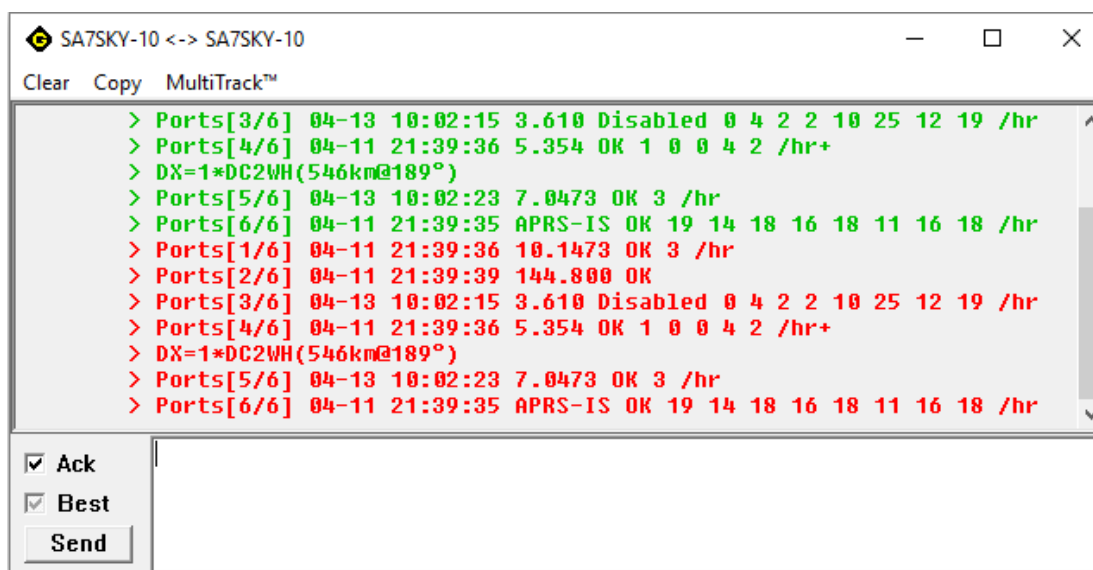 SA7SKY-10 <-> SA7SKY-10
Clear Copy MultiTrack™
> Ports[3/6] 04-13 10:02:15 3.610 Disabled 0 4 2 2 10 25 12 19 /hr
> Ports[4/6] 04-11 21:39:36 5.354 OK 1 0 0 4 2 /hr+
> DX=1*DC2WH(546km@189°)
> Ports[5/6] 04-13 10:02:23 7.0473 OK 3 /hr
> Ports[6/6] 04-11 21:39:35 APRS-IS OK 19 14 18 16 18 11 16 18 /hr
> Ports[1/6] 04-11 21:39:36 10.1473 OK 3 /hr
> Ports[2/6] 04-11 21:39:39 144.800 OK
> Ports[3/6] 04-13 10:02:15 3.610 Disabled 0 4 2 2 10 25 12 19 /hr
> Ports[4/6] 04-11 21:39:36 5.354 OK 1 0 0 4 2 /hr+
> DX=1*DC2WH(546km@189°)
> Ports[5/6] 04-13 10:02:23 7.0473 OK 3 /hr
> Ports[6/6] 04-11 21:39:35 APRS-IS OK 19 14 18 16 18 11 16 18 /hr
Ack
Best
Send